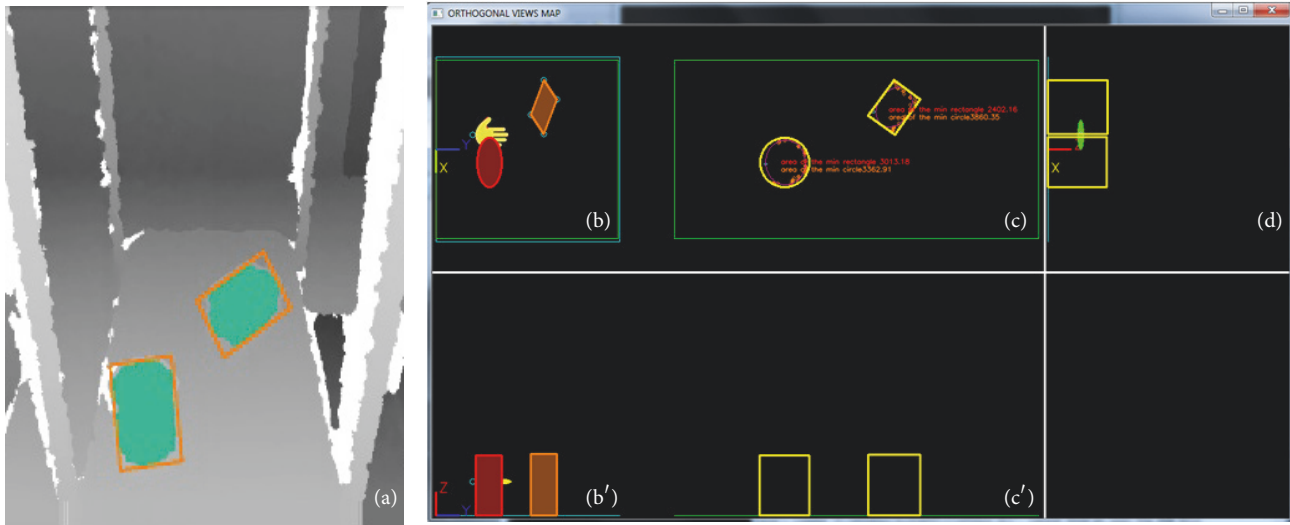 ORTHOGONAL VIEWS MAP
area of the min rectangle 2402.16
area of the min circle3860.35
Y
X
area of the min rectangle 3013.18
area of the min circle3362.91
X
(b)
(c)
(d)
Z
Y
(a)
(b′)
(c′)